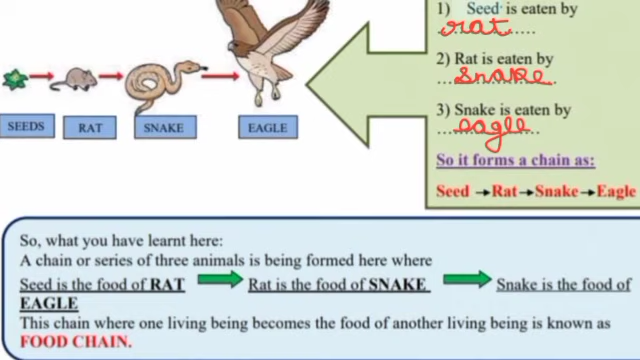 1) Seed is eaten by
rat
2) Rat is eaten by
snake
3) Snake is eaten by
eagle
So it forms a chain as:
Seed →Rat→Snake→Eagle
SEEDS RAT SNAKE EAGLE
So, what you have learnt here:
A chain or series of three animals is being formed here where
Seed is the food of RAT → Rat is the food of SNAKE → Snake is the food of
EAGLE
This chain where one living being becomes the food of another living being is known as
FOOD CHAIN.